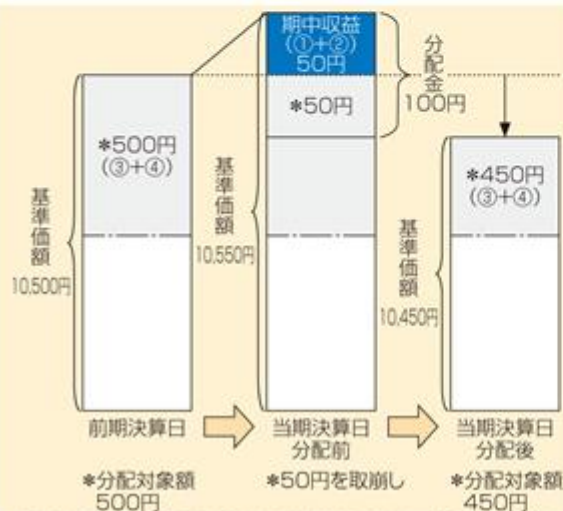 期中収益
(①+②)
50円
*50円
分配金
100円
*500円
(③+④)
基準価額
10,500円
基準価額
10,550円
*450円
(③+④)
基準価額
10,450円
前期決算日
当期決算日
分配前
当期決算日
分配後
*分配対象額
500円
*50円を取崩し
*分配対象額
450円